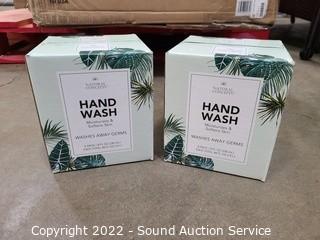 NATURAL
CONCEPTS
HAND
WASH
Moisturizes &
Softens Skin
WASHES AWAY GERMS
NATURAL
CONCEPTS
HAND
WASH
Moisturizes &
Softens Skin
WASHES AWAY GERMS
Copyright 2022 - Sound Auction Service